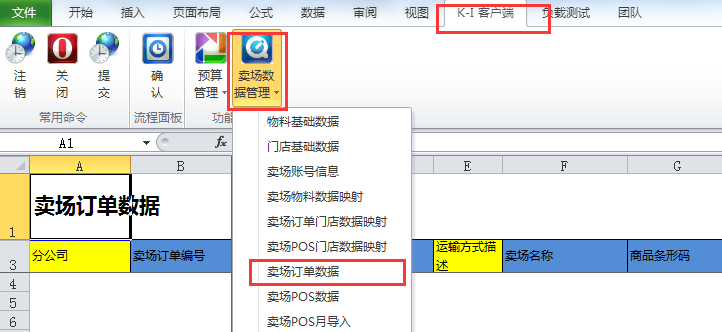 文件 开始 插入 页面布局 公式 数据 审阅 视图 K-I 客户端 负载测试 团队
注销 关闭 提交 确认 预算管理 卖场数据管理
常用命令 流程面板 功能
A1 fx
物料基础数据
门店基础数据
卖场账号信息
卖场物料数据映射
卖场订单门店数据映射
卖场POS门店数据映射
卖场订单数据
卖场POS数据
卖场POS月导入
A B E F G
1 卖场订单数据
3 分公司 卖场订单编号 运输方式描述 卖场名称 商品条形码
4
5
6